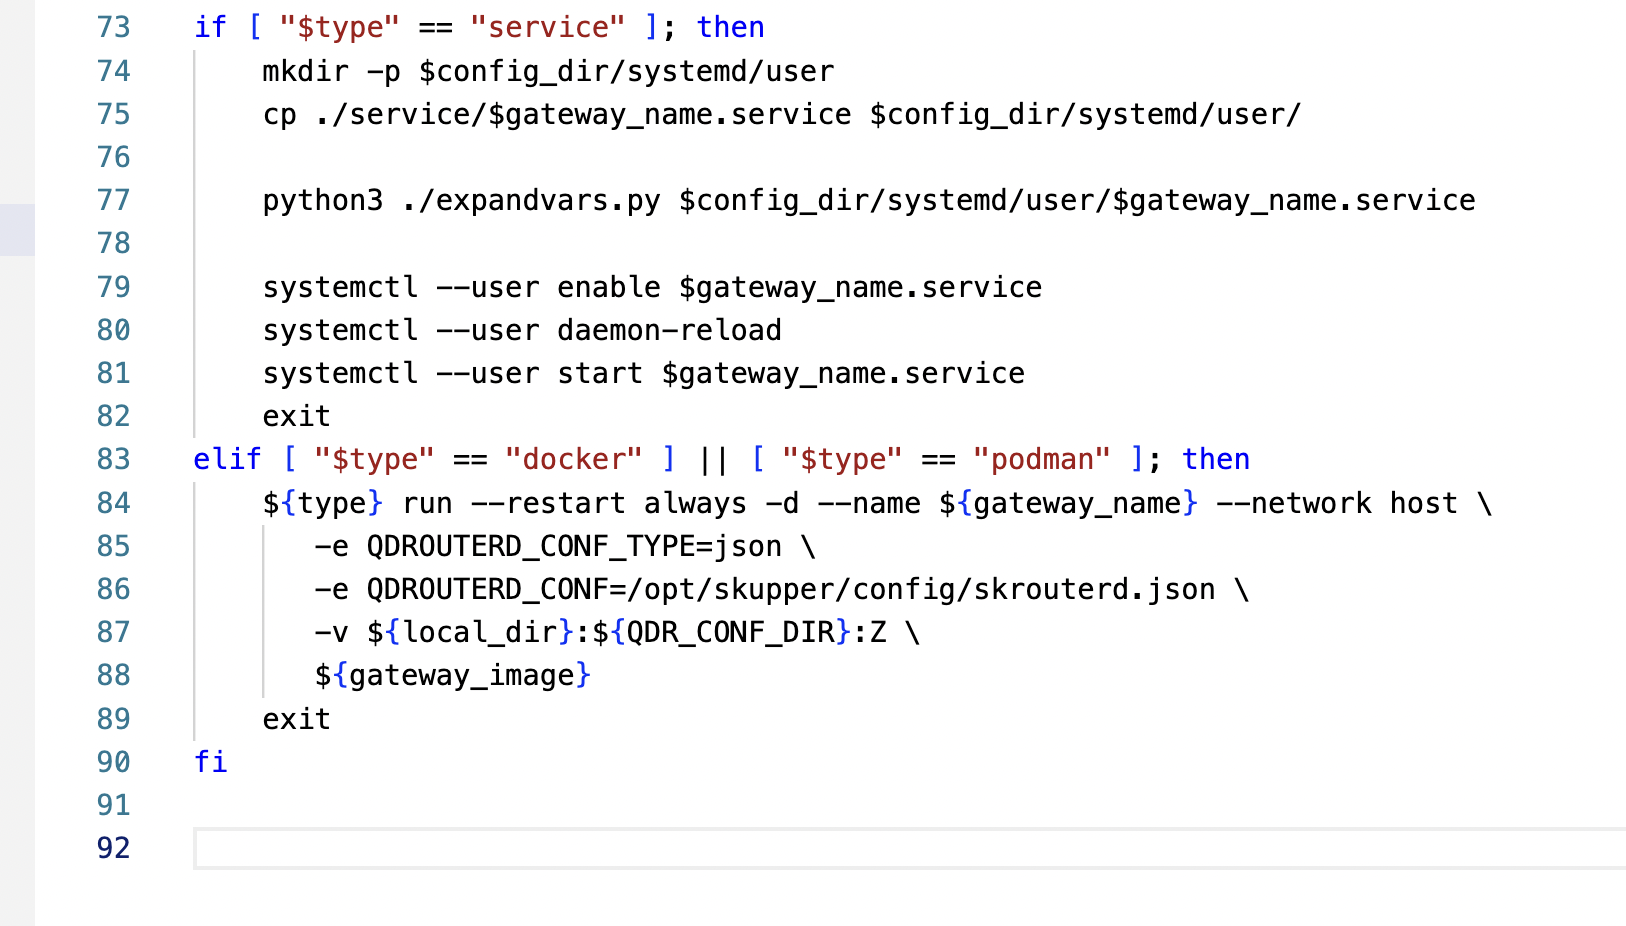 73 if [ "$type" == "service" ]; then
74 mkdir -p $config_dir/systemd/user
75 cp ./service/$gateway_name.service $config_dir/systemd/user/
76
77 python3 ./expandvars.py $config_dir/systemd/user/$gateway_name.service
78
79 systemctl --user enable $gateway_name.service
80 systemctl --user daemon-reload
81 systemctl --user start $gateway_name.service
82 exit
83 elif [ "$type" == "docker" ] || [ "$type" == "podman" ]; then
84 ${type} run --restart always -d --name ${gateway_name} --network host \
85 -e QDROUTERD_CONF_TYPE=json \
86 -e QDROUTERD_CONF=/opt/skupper/config/skrouterd.json \
87 -v ${local_dir}:${QDR_CONF_DIR}:Z \
88 ${gateway_image}
89 exit
90 fi
91
92